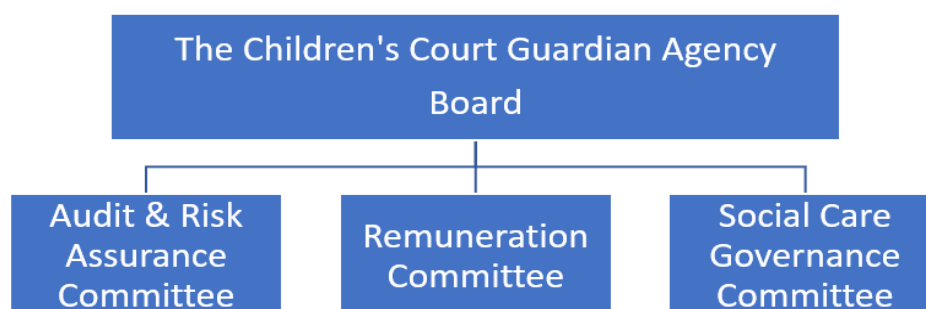 The Children's Court Guardian Agency
Board
Audit & Risk
Assurance
Committee
Remuneration
Committee
Social Care
Governance
Committee